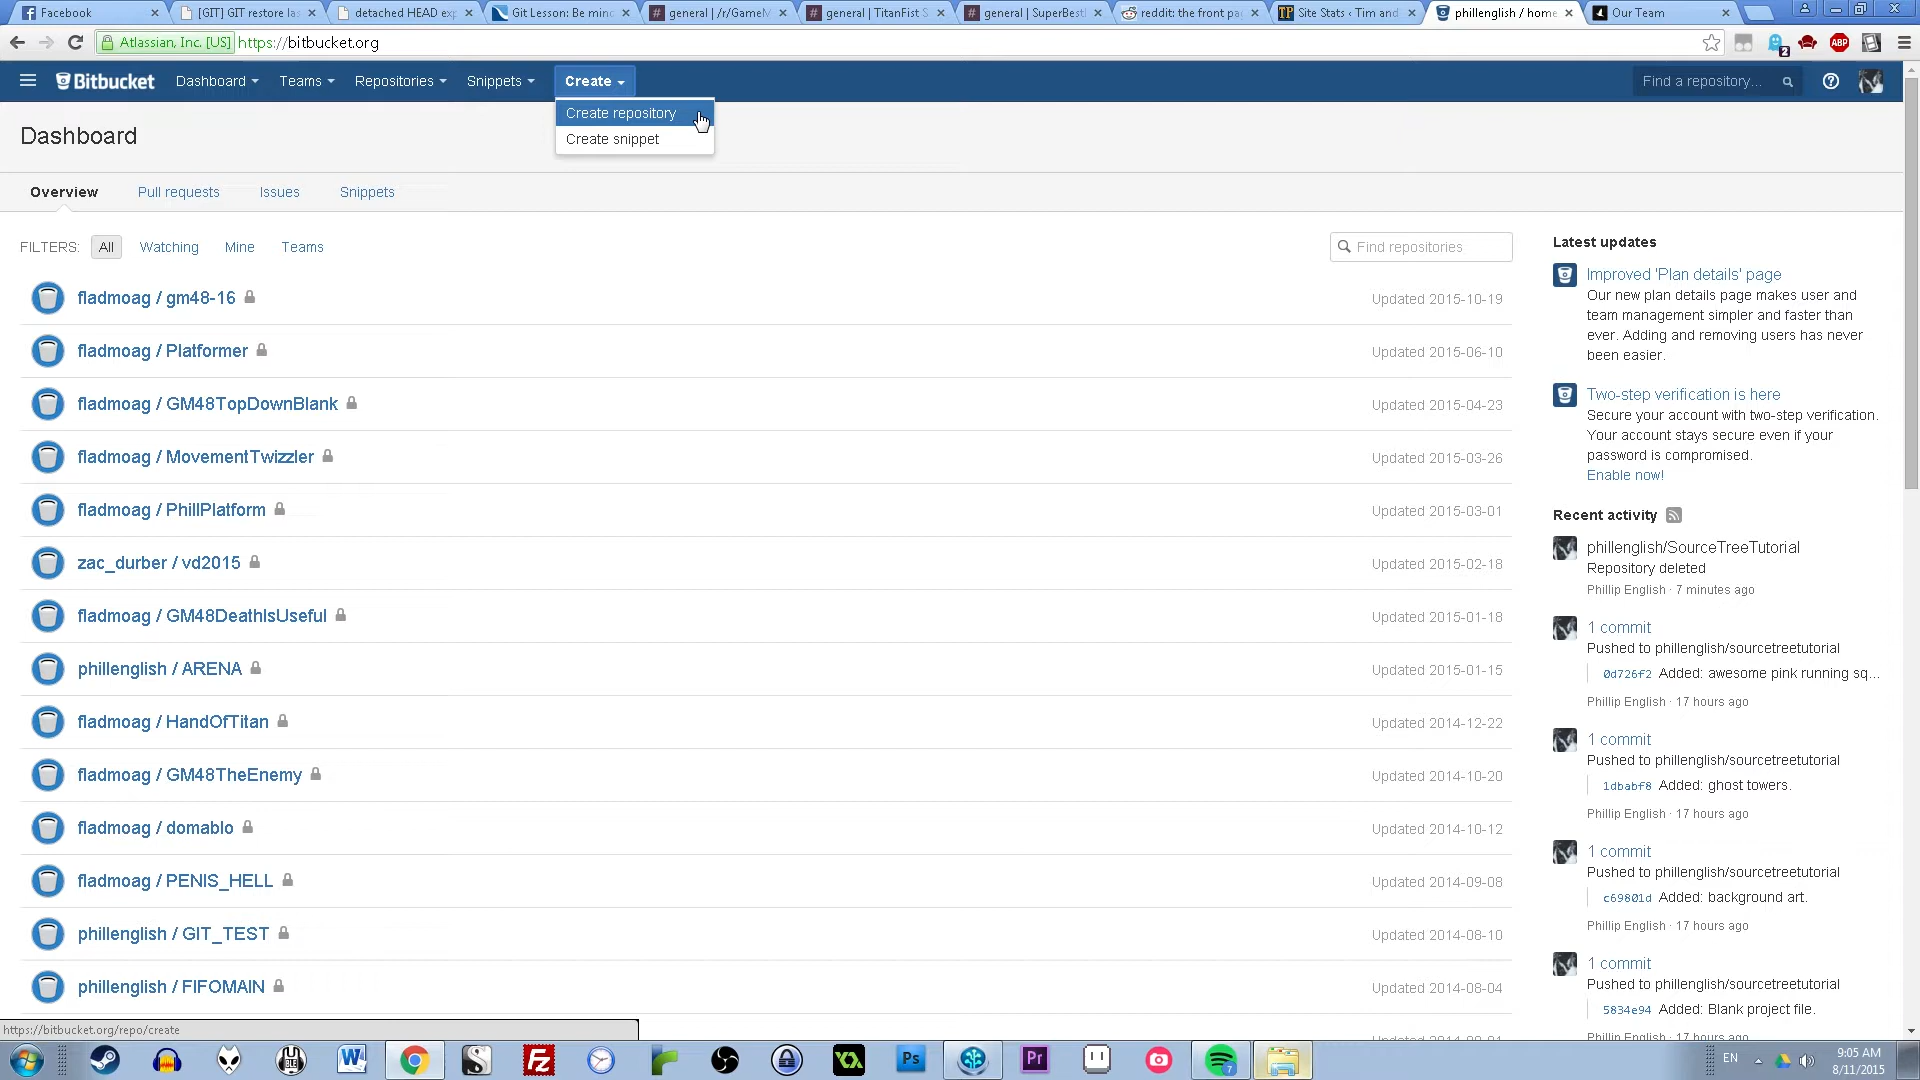 Facebook
[GIT] GIT restore las
detached HEAD exp
Git Lesson: Be mind
general | /r/GameM
general | TitanFist S
general | SuperBest
reddit: the front pa
Site Stats ‹ Tim and
phillenglish / home
Our Team
Atlassian, Inc. [US]
https://bitbucket.org
2
ABP
Bitbucket
Dashboard
Teams
Repositories
Snippets
Create
Find a repository...
Create repository
Create snippet
Dashboard
Overview
Pull requests
Issues
Snippets
FILTERS:
All
Watching
Mine
Teams
Find repositories
fladmoag / gm48-16
Updated 2015-10-19
fladmoag / Platformer
Updated 2015-06-10
fladmoag / GM48TopDownBlank
Updated 2015-04-23
fladmoag / MovementTwizzler
Updated 2015-03-26
fladmoag / PhillPlatform
Updated 2015-03-01
zac_durber / vd2015
Updated 2015-02-18
fladmoag / GM48DeathIsUseful
Updated 2015-01-18
phillenglish / ARENA
Updated 2015-01-15
fladmoag / HandOfTitan
Updated 2014-12-22
fladmoag / GM48TheEnemy
Updated 2014-10-20
fladmoag / domablo
Updated 2014-10-12
fladmoag / PENIS_HELL
Updated 2014-09-08
phillenglish / GIT_TEST
Updated 2014-08-10
phillenglish / FIFOMAIN
Updated 2014-08-04
Latest updates
Improved 'Plan details' page
Our new plan details page makes user and
team management simpler and faster than
ever. Adding and removing users has never
been easier.
Two-step verification is here
Secure your account with two-step verification.
Your account stays secure even if your
password is compromised.
Enable now!
Recent activity
phillenglish/SourceTreeTutorial
Repository deleted
Phillip English · 7 minutes ago
1 commit
Pushed to phillenglish/sourcetreetutorial
0d726f2 Added: awesome pink running sq...
Phillip English · 17 hours ago
1 commit
Pushed to phillenglish/sourcetreetutorial
1dbabf8 Added: ghost towers.
Phillip English · 17 hours ago
1 commit
Pushed to phillenglish/sourcetreetutorial
c69801d Added: background art.
Phillip English · 17 hours ago
1 commit
Pushed to phillenglish/sourcetreetutorial
5834e94 Added: Blank project file.
Phillip English · 17 hours ago
https://bitbucket.org/repo/create
Ps
Pr
7
EN
9:05 AM
8/11/2015